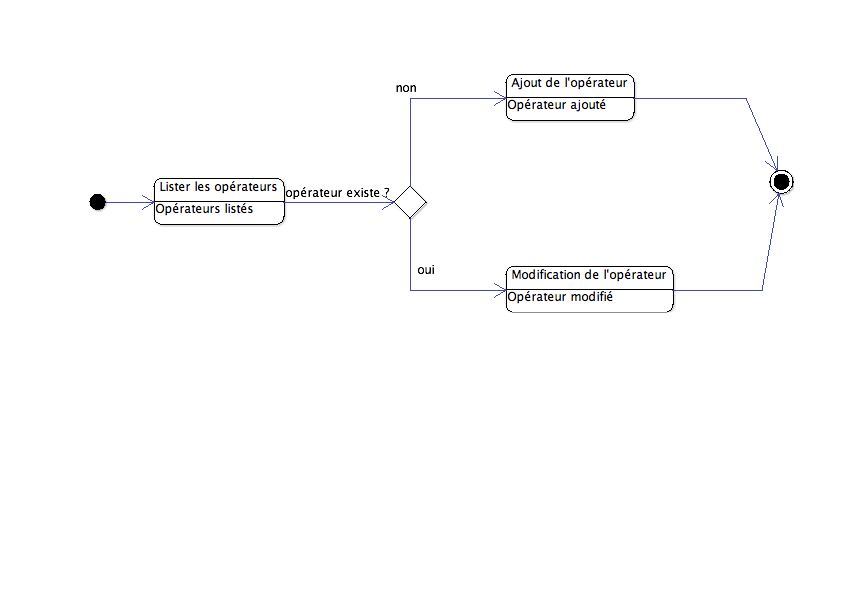 non
Ajout de l'opérateur
Opérateur ajouté
Lister les opérateurs
Opérateurs listés
opérateur existe ?
oui
Modification de l'opérateur
Opérateur modifié